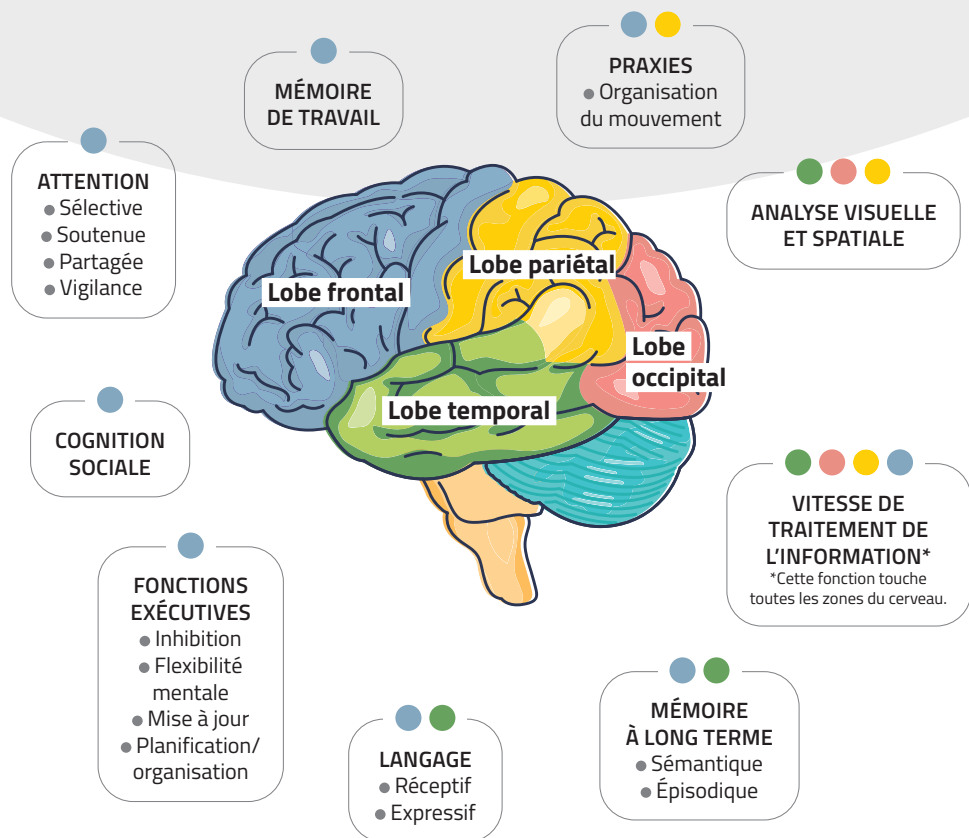 MÉMOIRE
DE TRAVAIL
PRAXIES
● Organisation
du mouvement
ATTENTION
● Sélective
● Soutenue
● Partagée
● Vigilance
ANALYSE VISUELLE
ET SPATIALE
Lobe frontal
Lobe pariétal
Lobe
occipital
Lobe temporal
COGNITION
SOCIALE
VITESSE DE
TRAITEMENT DE
L’INFORMATION*
*Cette fonction touche
toutes les zones du cerveau.
FONCTIONS
EXÉCUTIVES
● Inhibition
● Flexibilité
mentale
● Mise à jour
● Planification/
organisation
LANGAGE
● Réceptif
● Expressif
MÉMOIRE
À LONG TERME
● Sémantique
● Épisodique